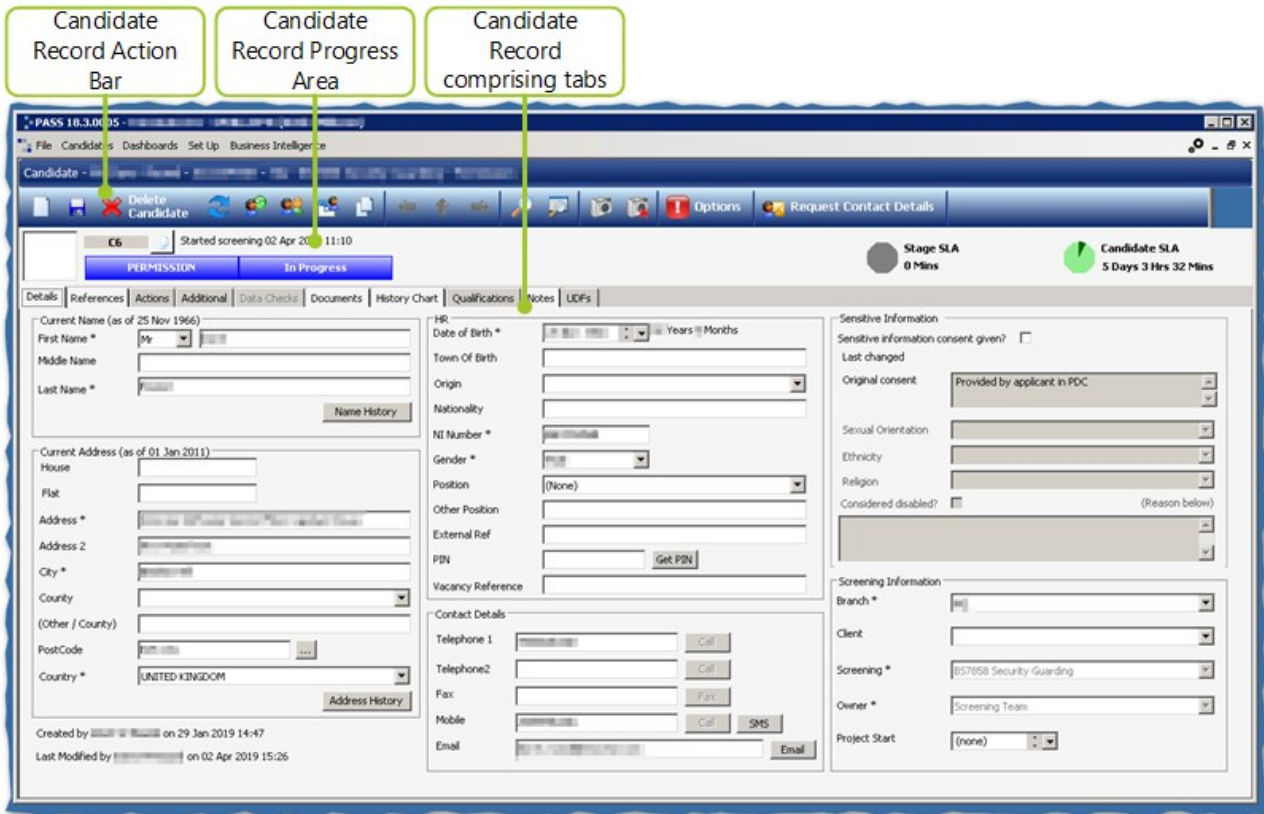 Candidate
Record Action
Bar
Candidate
Record Progress
Area
Candidate
Record
comprising tabs
PASS 18.3.0005 -
File Candidates Dashboards Set Up Business Intelligence
Candidate -
Delete
Candidate
Options
Request Contact Details
C6
Started screening 02 Apr 11:10
PERMISSION
In Progress
Stage SLA
0 Mins
Candidate SLA
5 Days 3 Hrs 32 Mins
Details References Actions Additional Data Checks Documents History Chart Qualifications Notes UDFs
Current Name (as of 25 Nov 1966)
First Name *
Mr
Middle Name
Last Name *
Name History
Current Address (as of 01 Jan 2011)
House
Flat
Address *
Address 2
City *
County
(Other / County)
PostCode
...
Country *
UNITED KINGDOM
Address History
Created by on 29 Jan 2019 14:47
Last Modified by on 02 Apr 2019 15:26
HR
Date of Birth *
Years Months
Town Of Birth
Origin
Nationality
NI Number *
Gender *
Position
(None)
Other Position
External Ref
PIN
Get PIN
Vacancy Reference
Contact Details
Telephone 1
Call
Telephone2
Call
Fax
Fax
Mobile
Call
SMS
Email
Email
Sensitive Information
Sensitive information consent given?
Last changed
Original consent
Provided by applicant in PDC
Sexual Orientation
Ethnicity
Religion
Considered disabled?
(Reason below)
Screening Information
Branch *
Client
Screening *
BS7858 Security Guarding
Owner *
Screening Team
Project Start
(none)